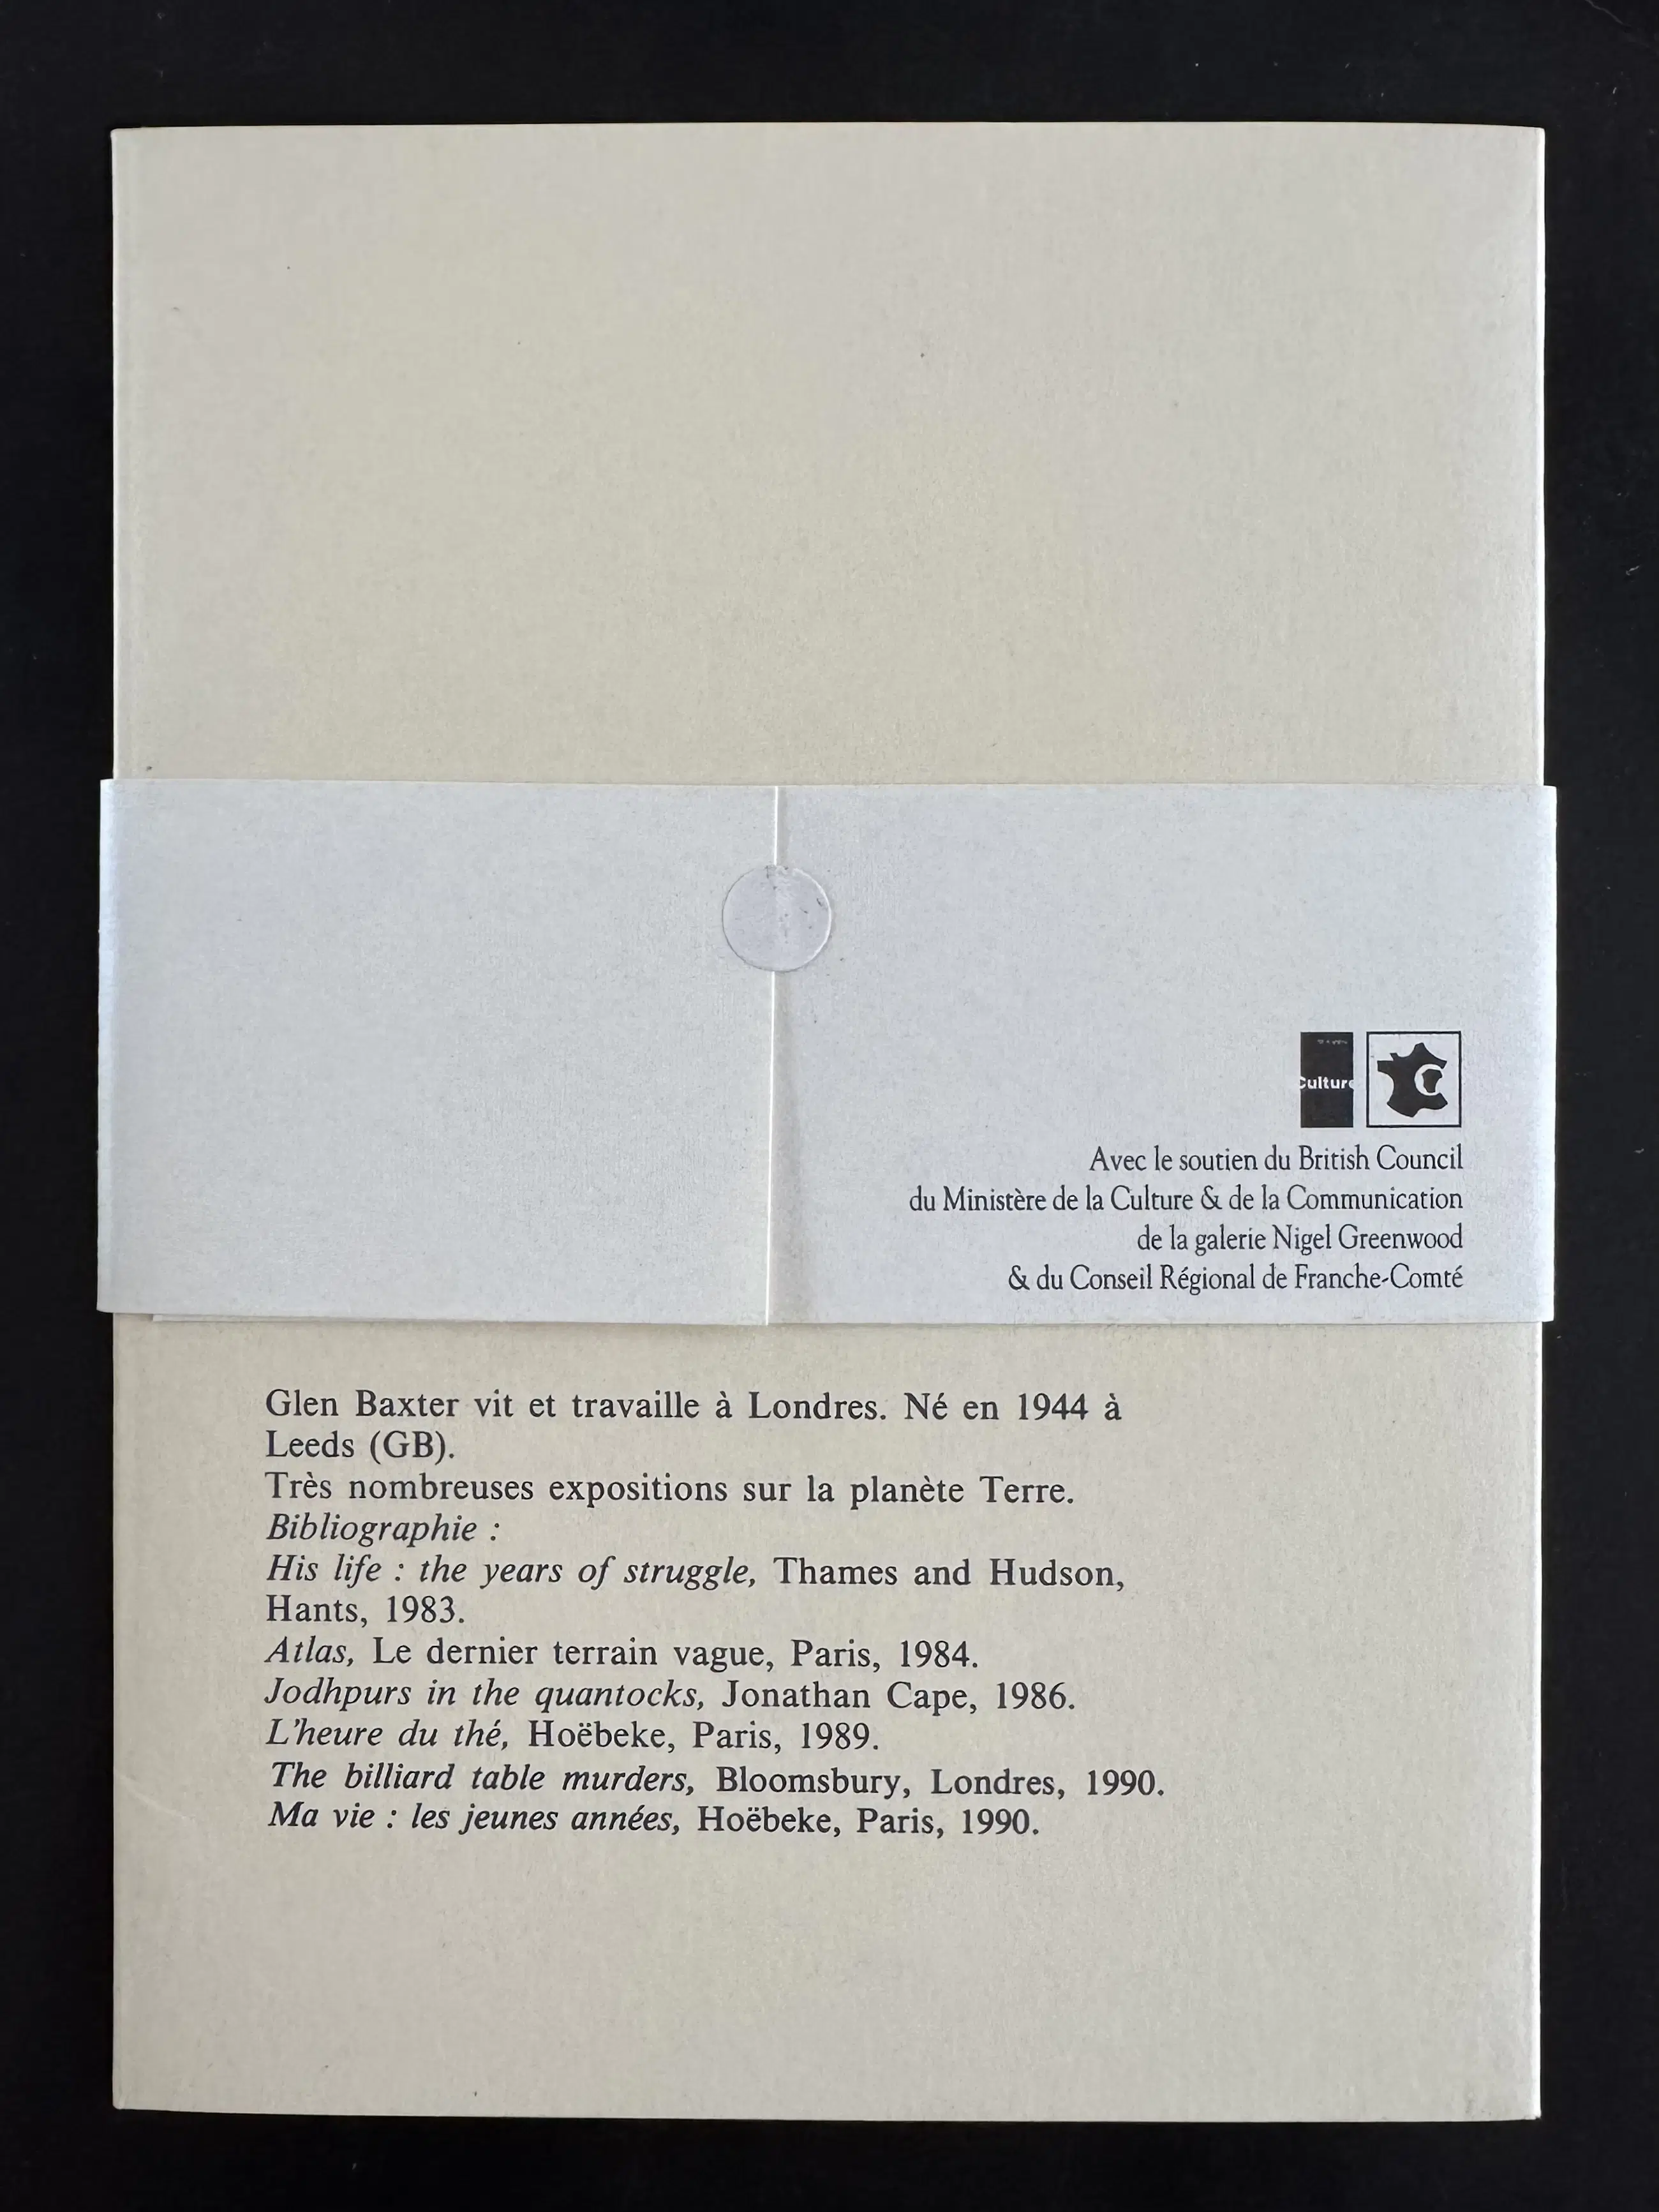 Culture
C
Avec le soutien du British Council
du Ministère de la Culture & de la Communication
de la galerie Nigel Greenwood
& du Conseil Régional de Franche-Comté
Glen Baxter vit et travaille à Londres. Né en 1944 à
Leeds (GB).
Très nombreuses expositions sur la planète Terre.
Bibliographie :
His life : the years of struggle, Thames and Hudson,
Hants, 1983.
Atlas, Le dernier terrain vague, Paris, 1984.
Jodhpurs in the quantocks, Jonathan Cape, 1986.
L'heure du thé, Hoëbeke, Paris, 1989.
The billiard table murders, Bloomsbury, Londres, 1990.
Ma vie : les jeunes années, Hoëbeke, Paris, 1990.